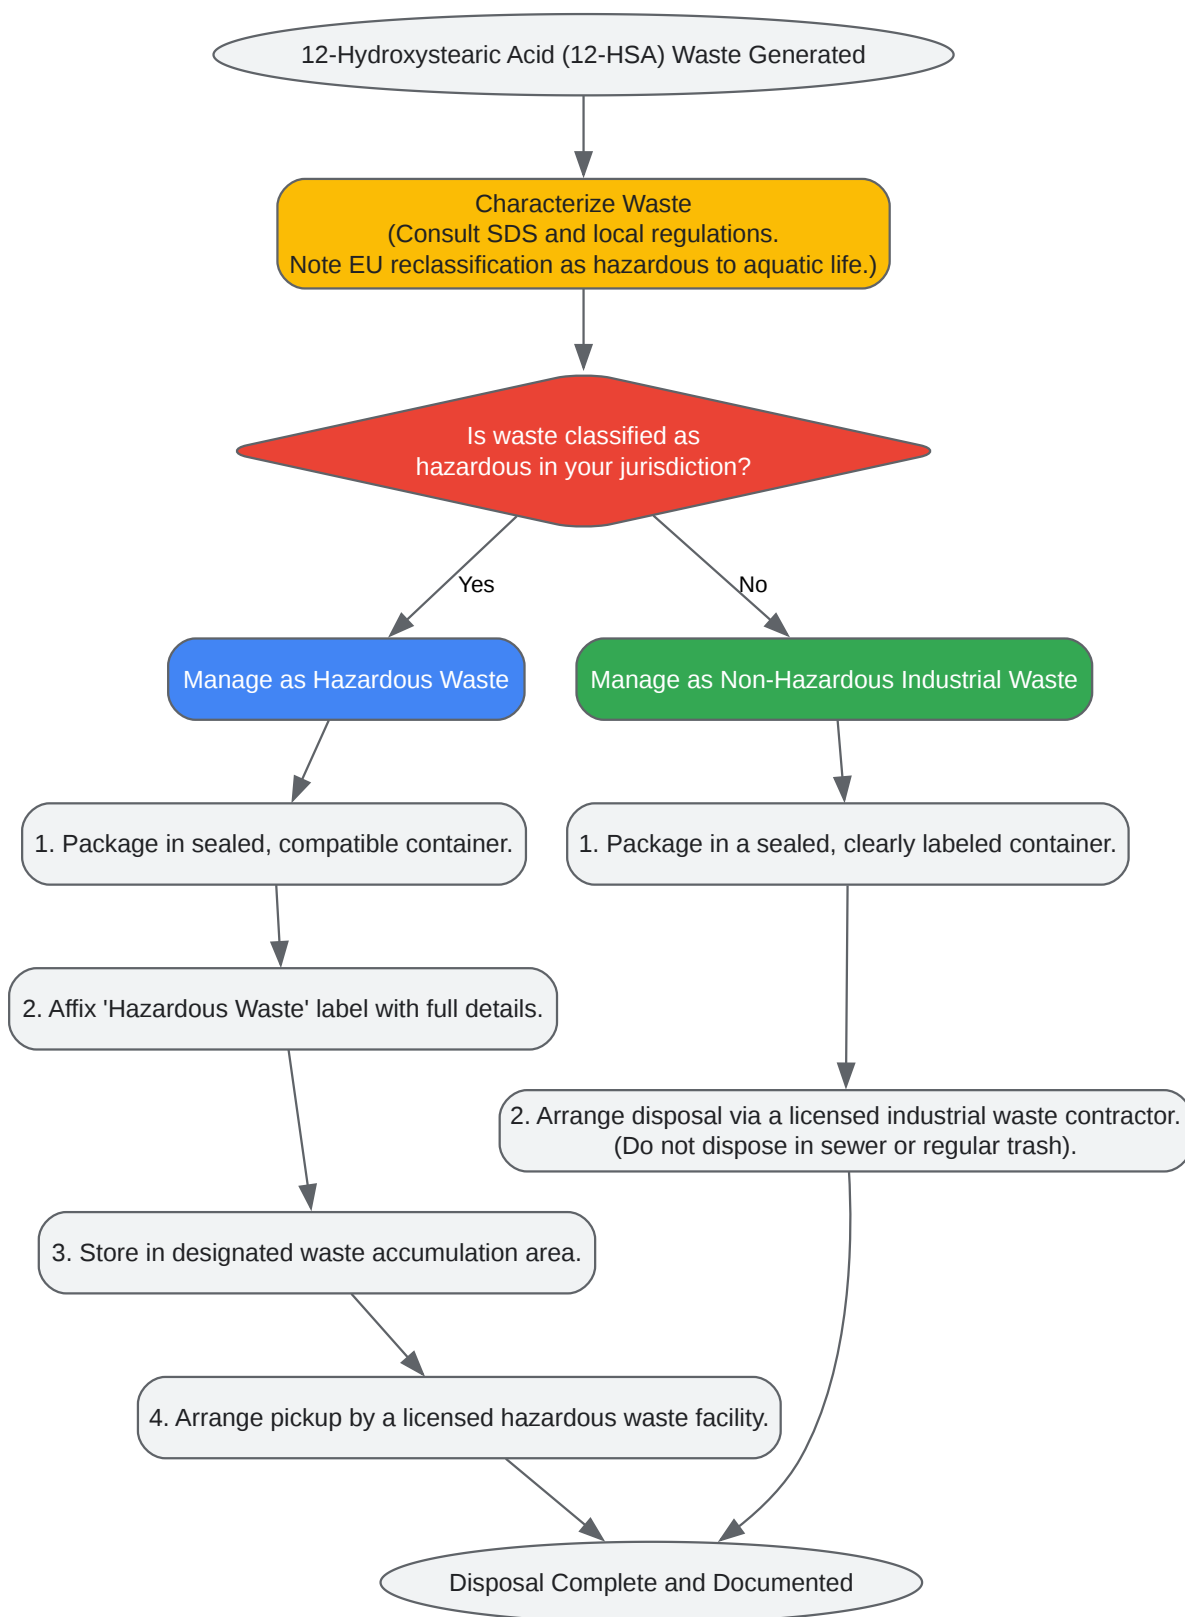 12-Hydroxystearic Acid (12-HSA) Waste Generated
Characterize Waste
(Consult SDS and local regulations.
Note EU reclassification as hazardous to aquatic life.)
Is waste classified as
hazardous in your jurisdiction?
Yes
No
Manage as Hazardous Waste
Manage as Non-Hazardous Industrial Waste
1. Package in sealed, compatible container.
1. Package in a sealed, clearly labeled container.
2. Affix 'Hazardous Waste' label with full details.
2. Arrange disposal via a licensed industrial waste contractor.
(Do not dispose in sewer or regular trash).
3. Store in designated waste accumulation area.
4. Arrange pickup by a licensed hazardous waste facility.
Disposal Complete and Documented